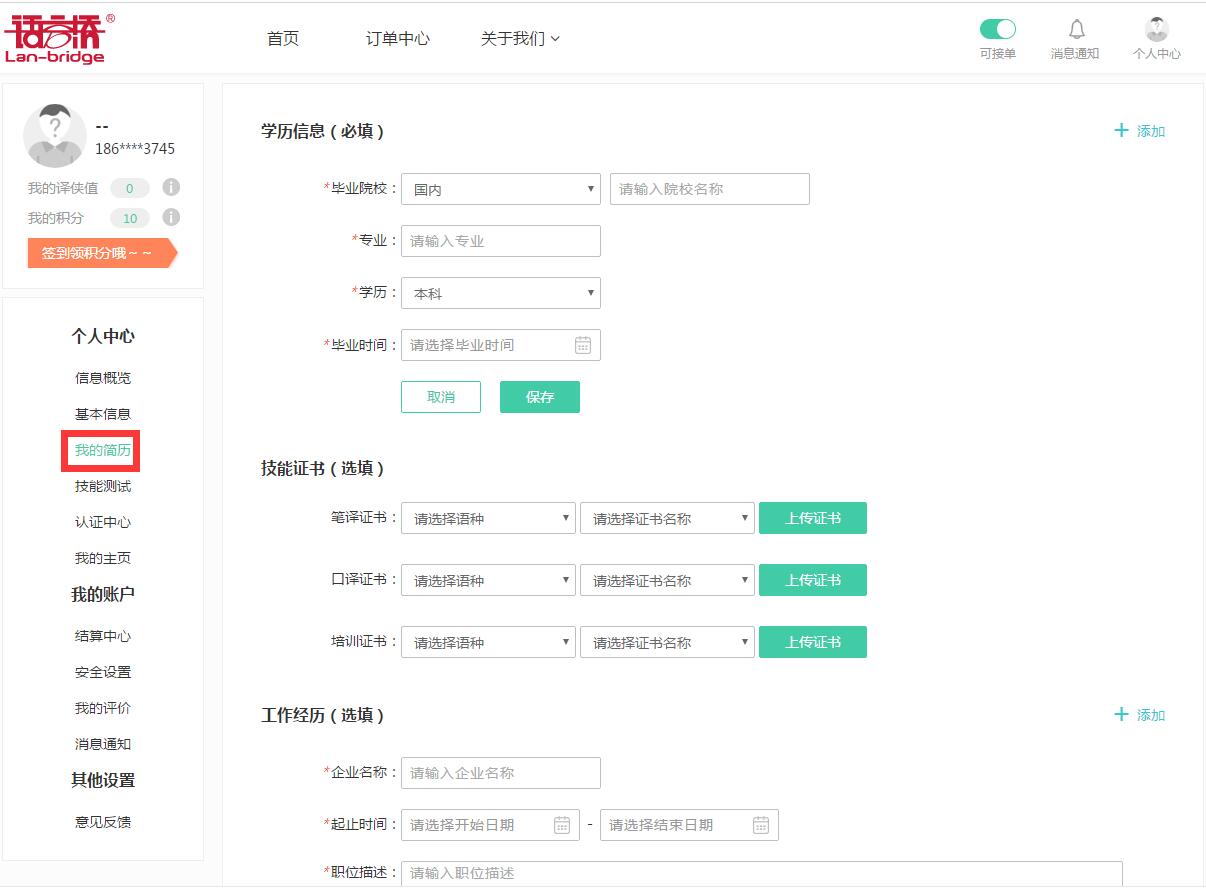 语言桥®
Lan-bridge
首页
订单中心
关于我们
可接单
消息通知
个人中心
--
186****3745
我的译侠值 0
我的积分 10
签到领积分哦~ ~
个人中心
信息概览
基本信息
我的简历
技能测试
认证中心
我的主页
我的账户
结算中心
安全设置
我的评价
消息通知
其他设置
意见反馈
学历信息（必填）
+ 添加
*毕业院校： 国内 请输入院校名称
*专业： 请输入专业
*学历： 本科
*毕业时间： 请选择毕业时间
取消 保存
技能证书（选填）
笔译证书： 请选择语种 请选择证书名称 上传证书
口译证书： 请选择语种 请选择证书名称 上传证书
培训证书： 请选择语种 请选择证书名称 上传证书
工作经历（选填）
+ 添加
*企业名称： 请输入企业名称
*起止时间： 请选择开始日期 - 请选择结束日期
*职位描述： 请输入职位描述